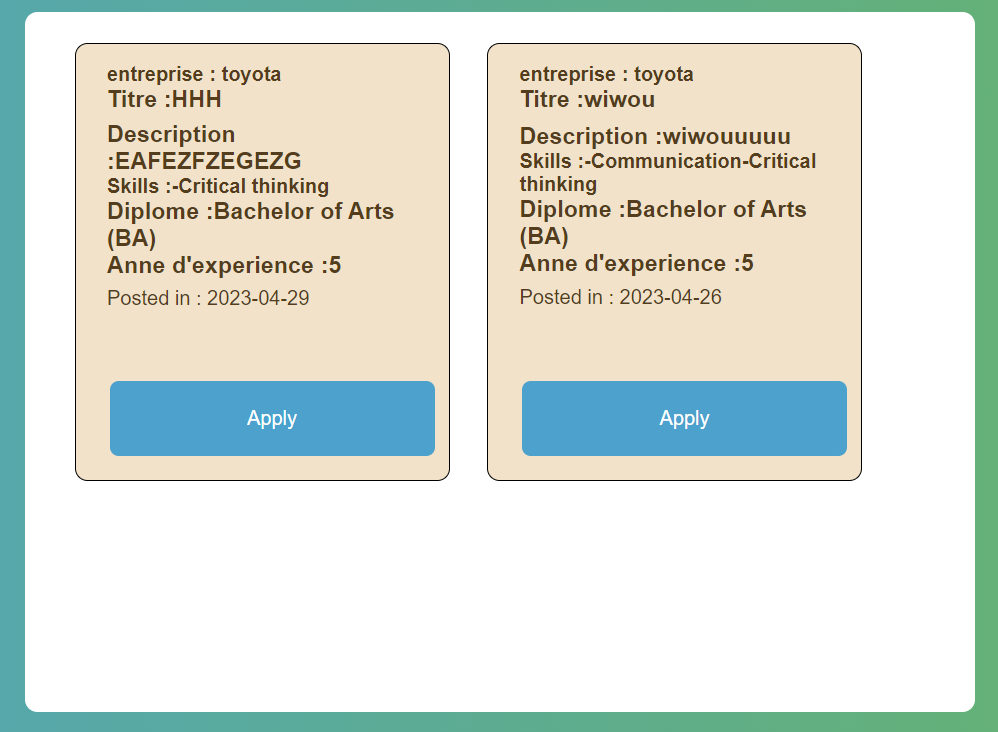 entreprise : toyota
Titre :HHH
Description
:EAFEZFZEGEZG
Skills :-Critical thinking
Diplome :Bachelor of Arts
(BA)
Anne d'experience :5
Posted in : 2023-04-29
Apply
entreprise : toyota
Titre :wiwou
Description :wiwouuuuu
Skills :-Communication-Critical
thinking
Diplome :Bachelor of Arts
(BA)
Anne d'experience :5
Posted in : 2023-04-26
Apply